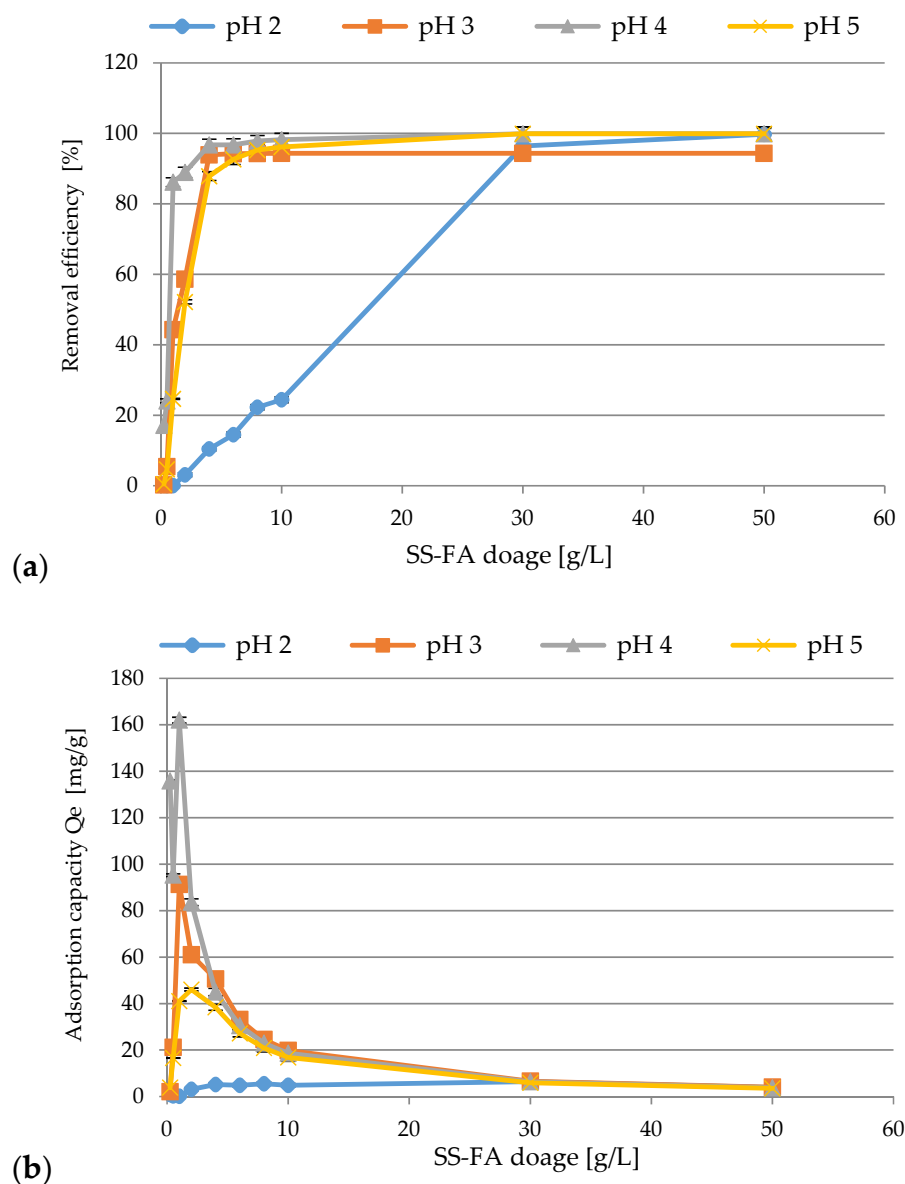 pH 2 pH 3 pH 4 pH 5
120
100
80
60
40
20
0
0 10 20 30 40 50 60
Removal efficiency [%]
SS-FA doage [g/L]
(a)
pH 2 pH 3 pH 4 pH 5
180
160
140
120
100
80
60
40
20
0
0 10 20 30 40 50 60
Adsorption capacity Qe [mg/g]
SS-FA doage [g/L]
(b)